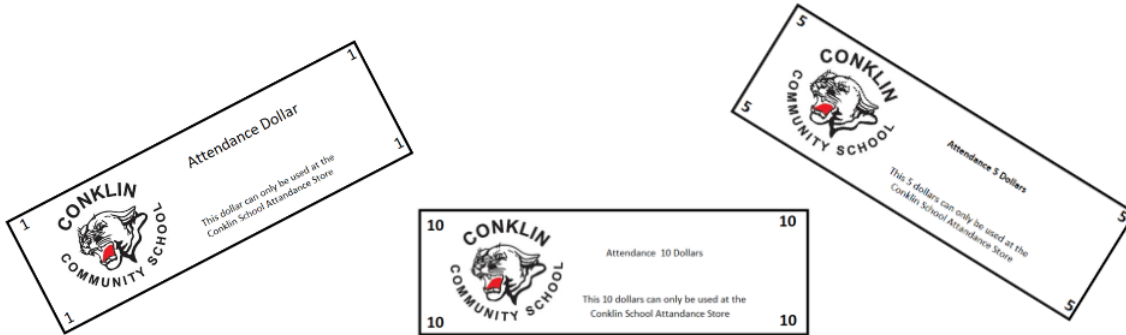 1
1
CONKLIN
COMMUNITY SCHOOL
Attendance Dollar
This dollar can only be used at the
Conklin School Attandance Store
1
1
10
10
CONKLIN
COMMUNITY SCHOOL
Attendance 10 Dollars
This 10 dollars can only be used at the
Conklin School Attandance Store
10
10
5
5
CONKLIN
COMMUNITY SCHOOL
Attendance 5 Dollars
This 5 dollars can only be used at the
Conklin School Attandance Store
5
5